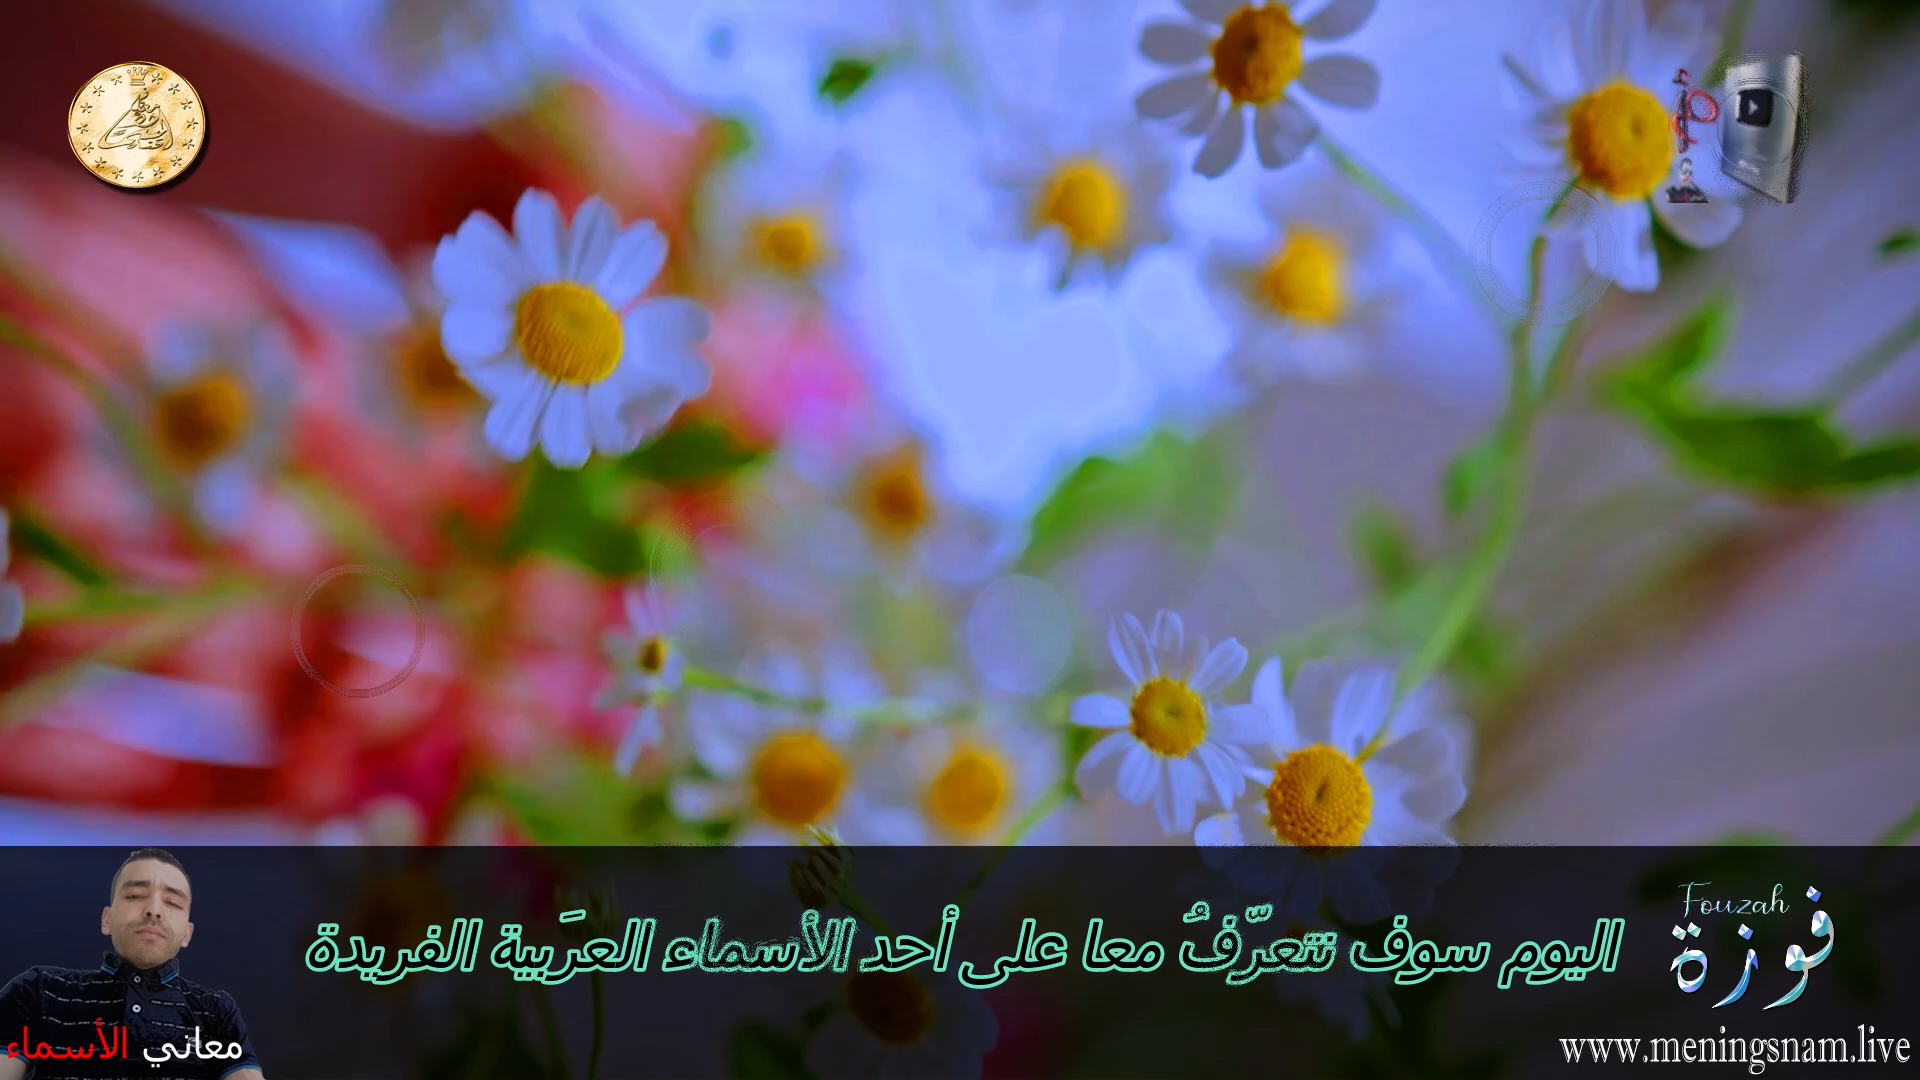 اليوم سوف نتعرّفُ معا على أحد الأسماء العرَبية الفريدة
Fouzah
فوزة
معاني الأسماء
www.meningsnam.live